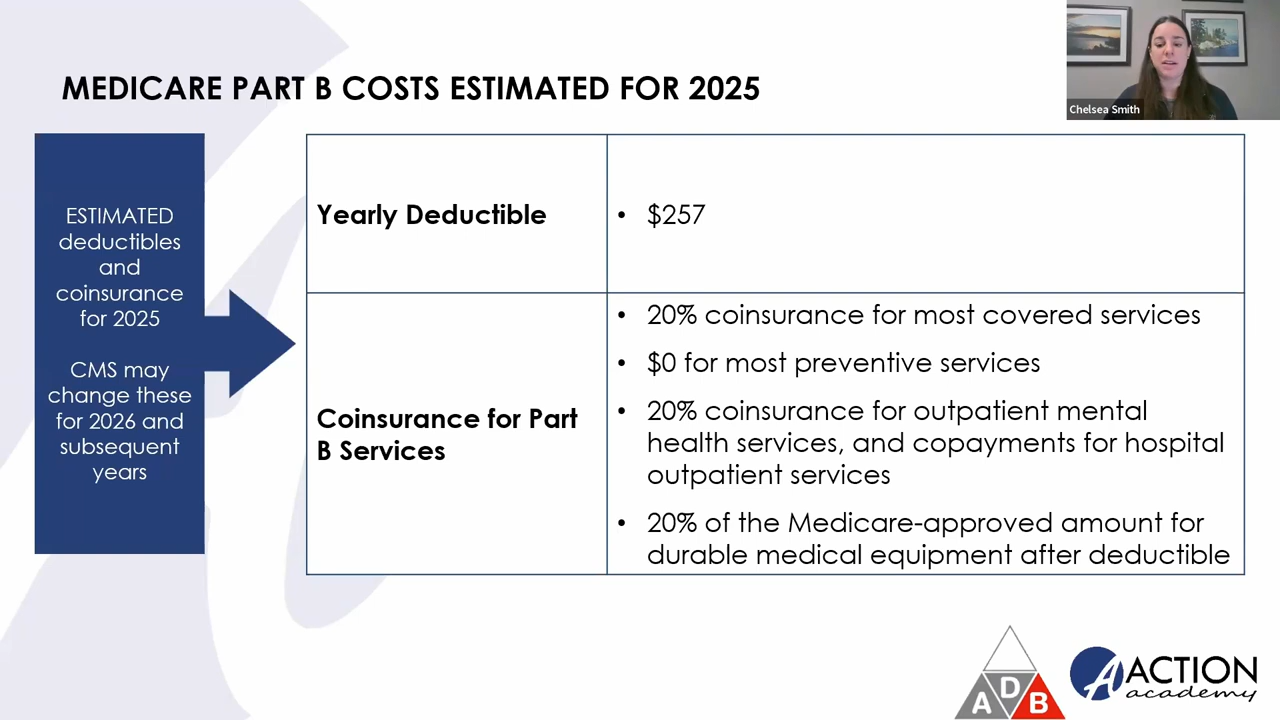 MEDICARE PART B COSTS ESTIMATED FOR 2025
Chelsea Smith
ESTIMATED
deductibles
and
coinsurance
for 2025
CMS may
change these
for 2026 and
subsequent
years
Yearly Deductible
• $257
Coinsurance for Part
B Services
• 20% coinsurance for most covered services
• $0 for most preventive services
• 20% coinsurance for outpatient mental
health services, and copayments for hospital
outpatient services
• 20% of the Medicare-approved amount for
durable medical equipment after deductible
A D B
A ACTION
academy